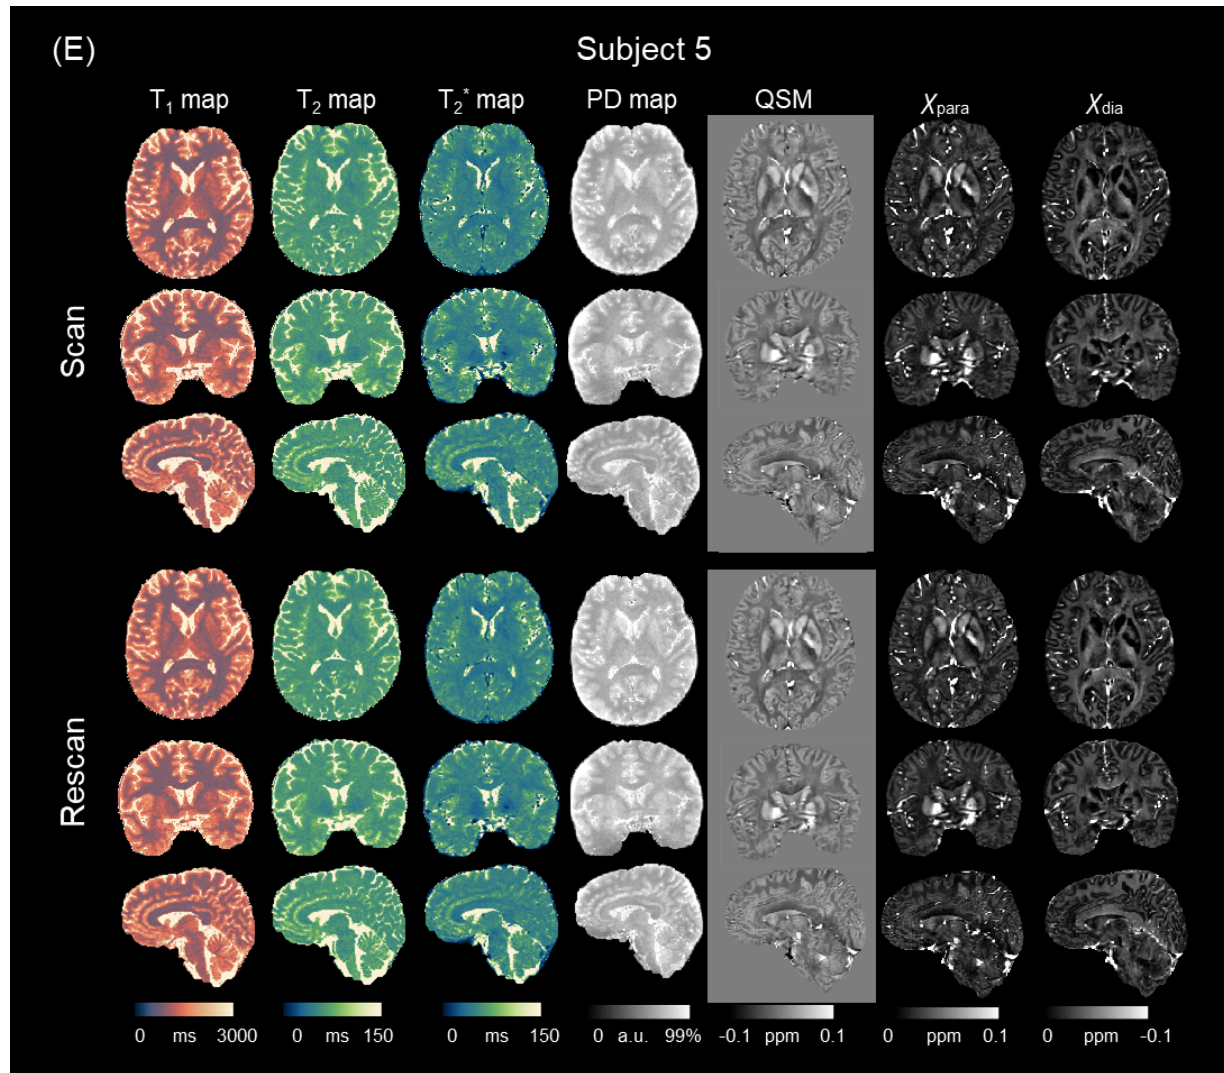 (E)
Subject 5
T₁ map
T₂ map
T₂* map
PD map
QSM
χpara
χdia
Scan
Rescan
0 ms 3000
0 ms 150
0 ms 150
0 a.u. 99%
-0.1 ppm 0.1
0 ppm 0.1
0 ppm -0.1